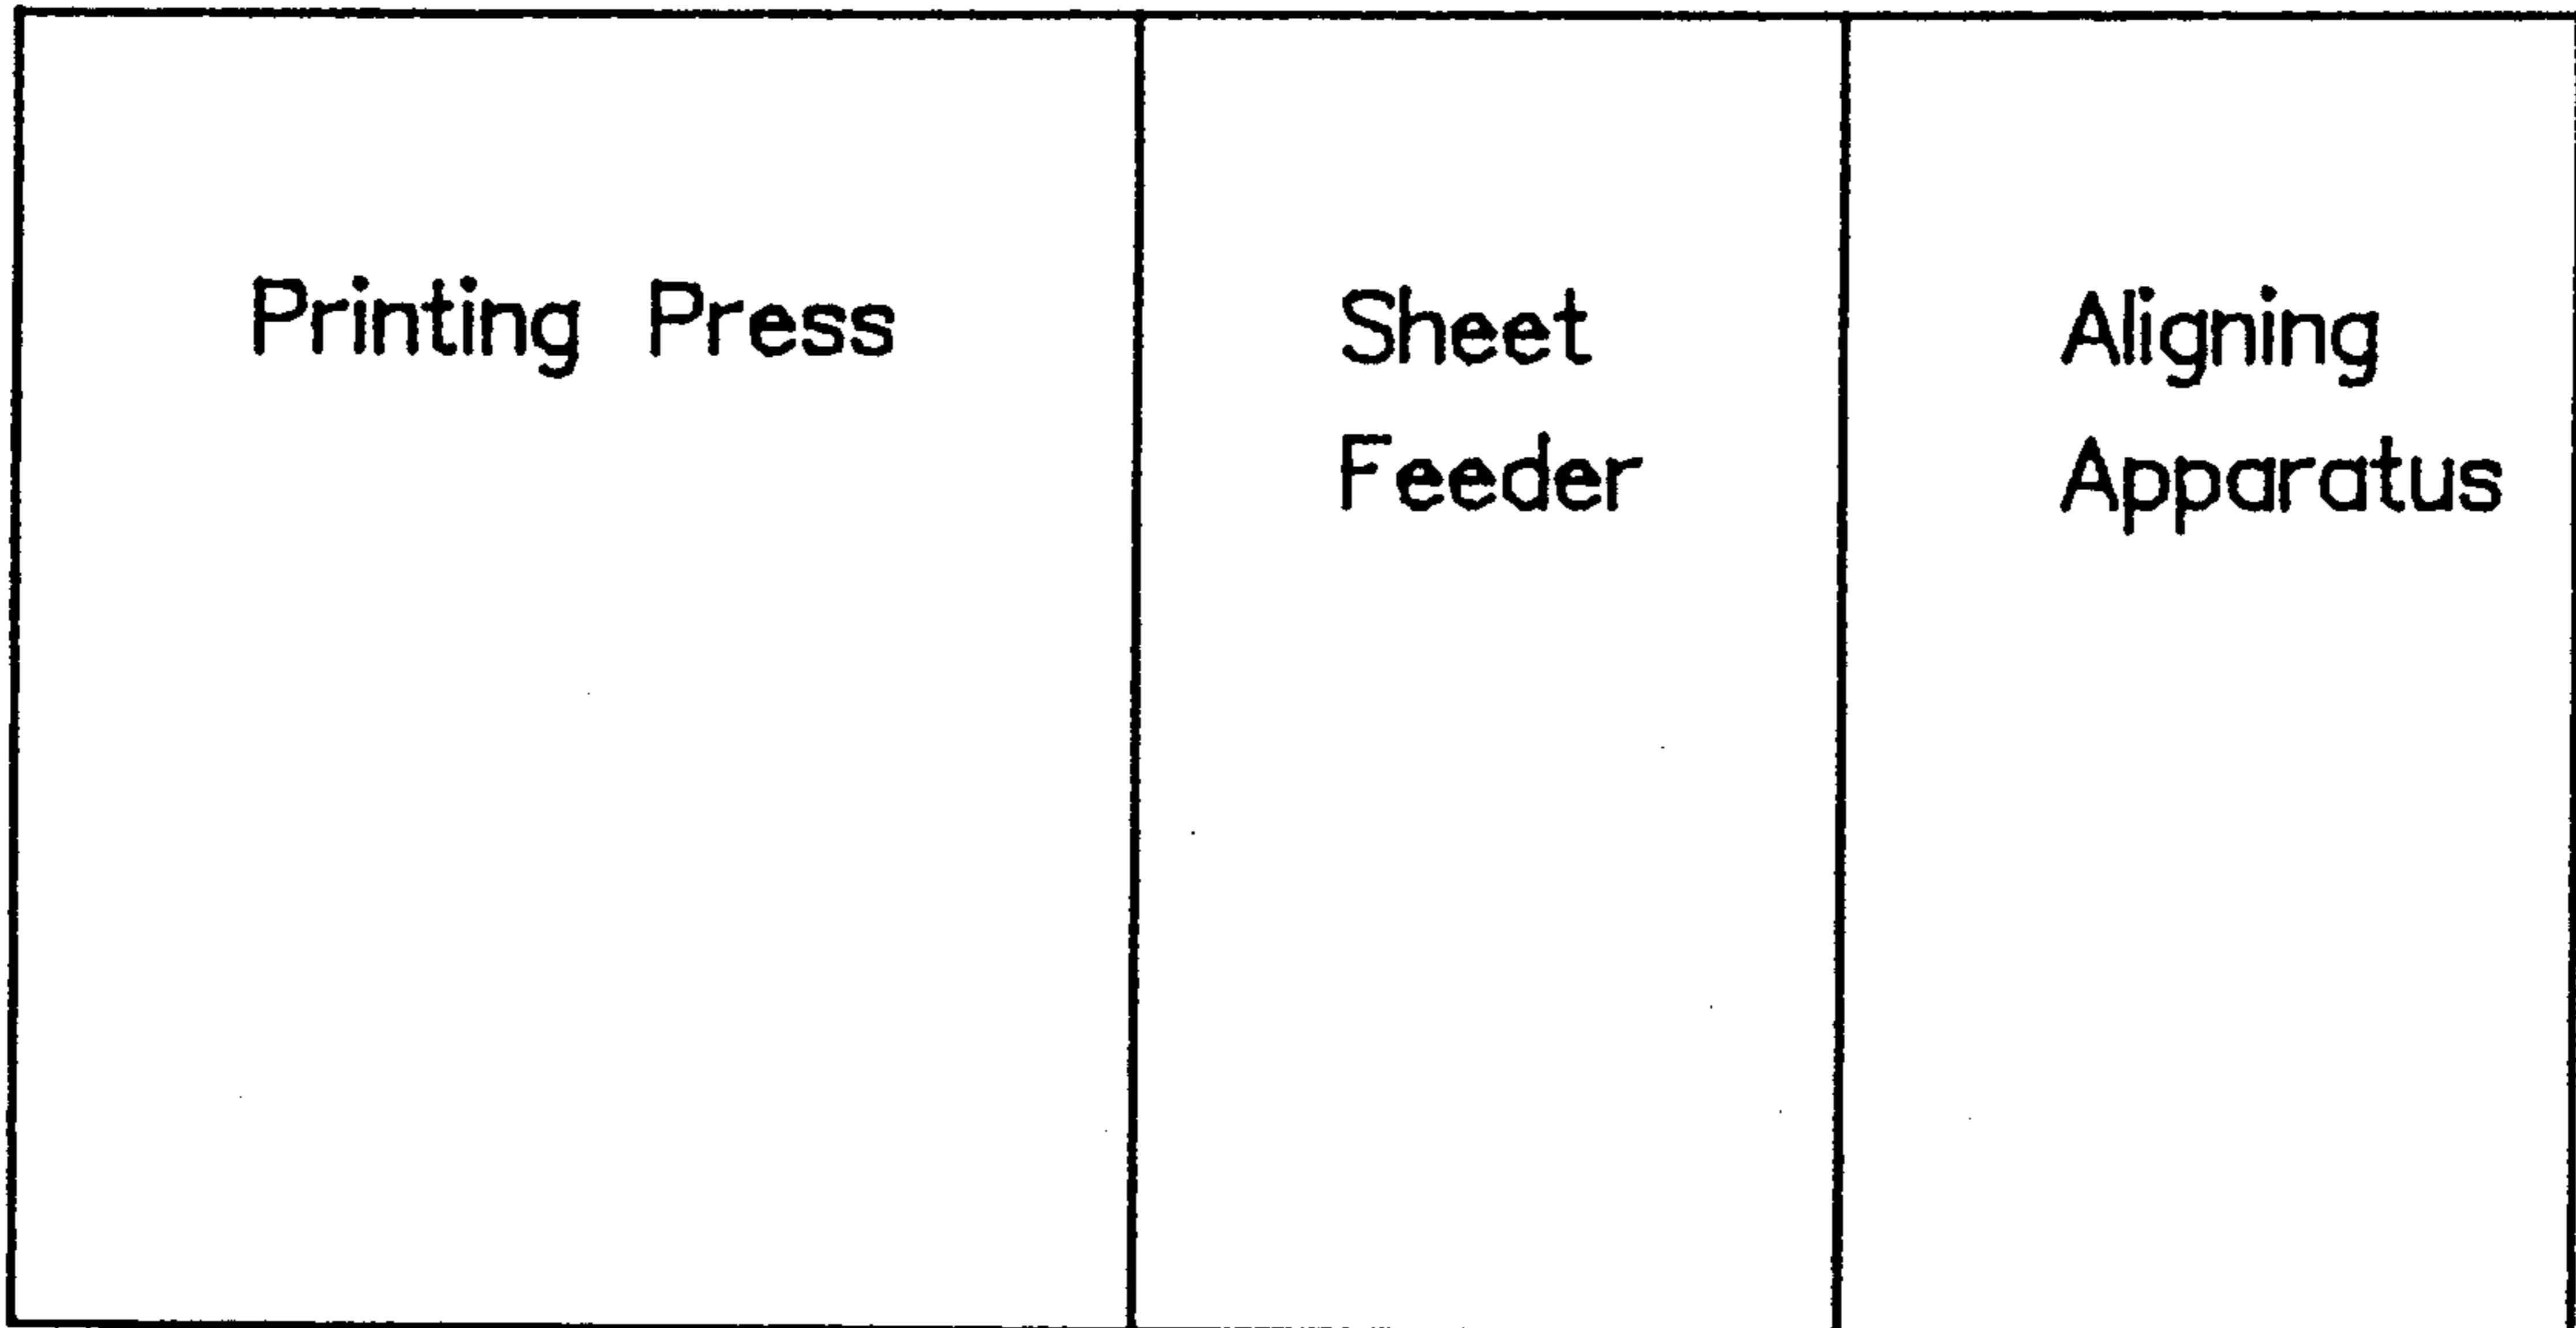 Printing Press
Sheet
Feeder
Aligning
Apparatus